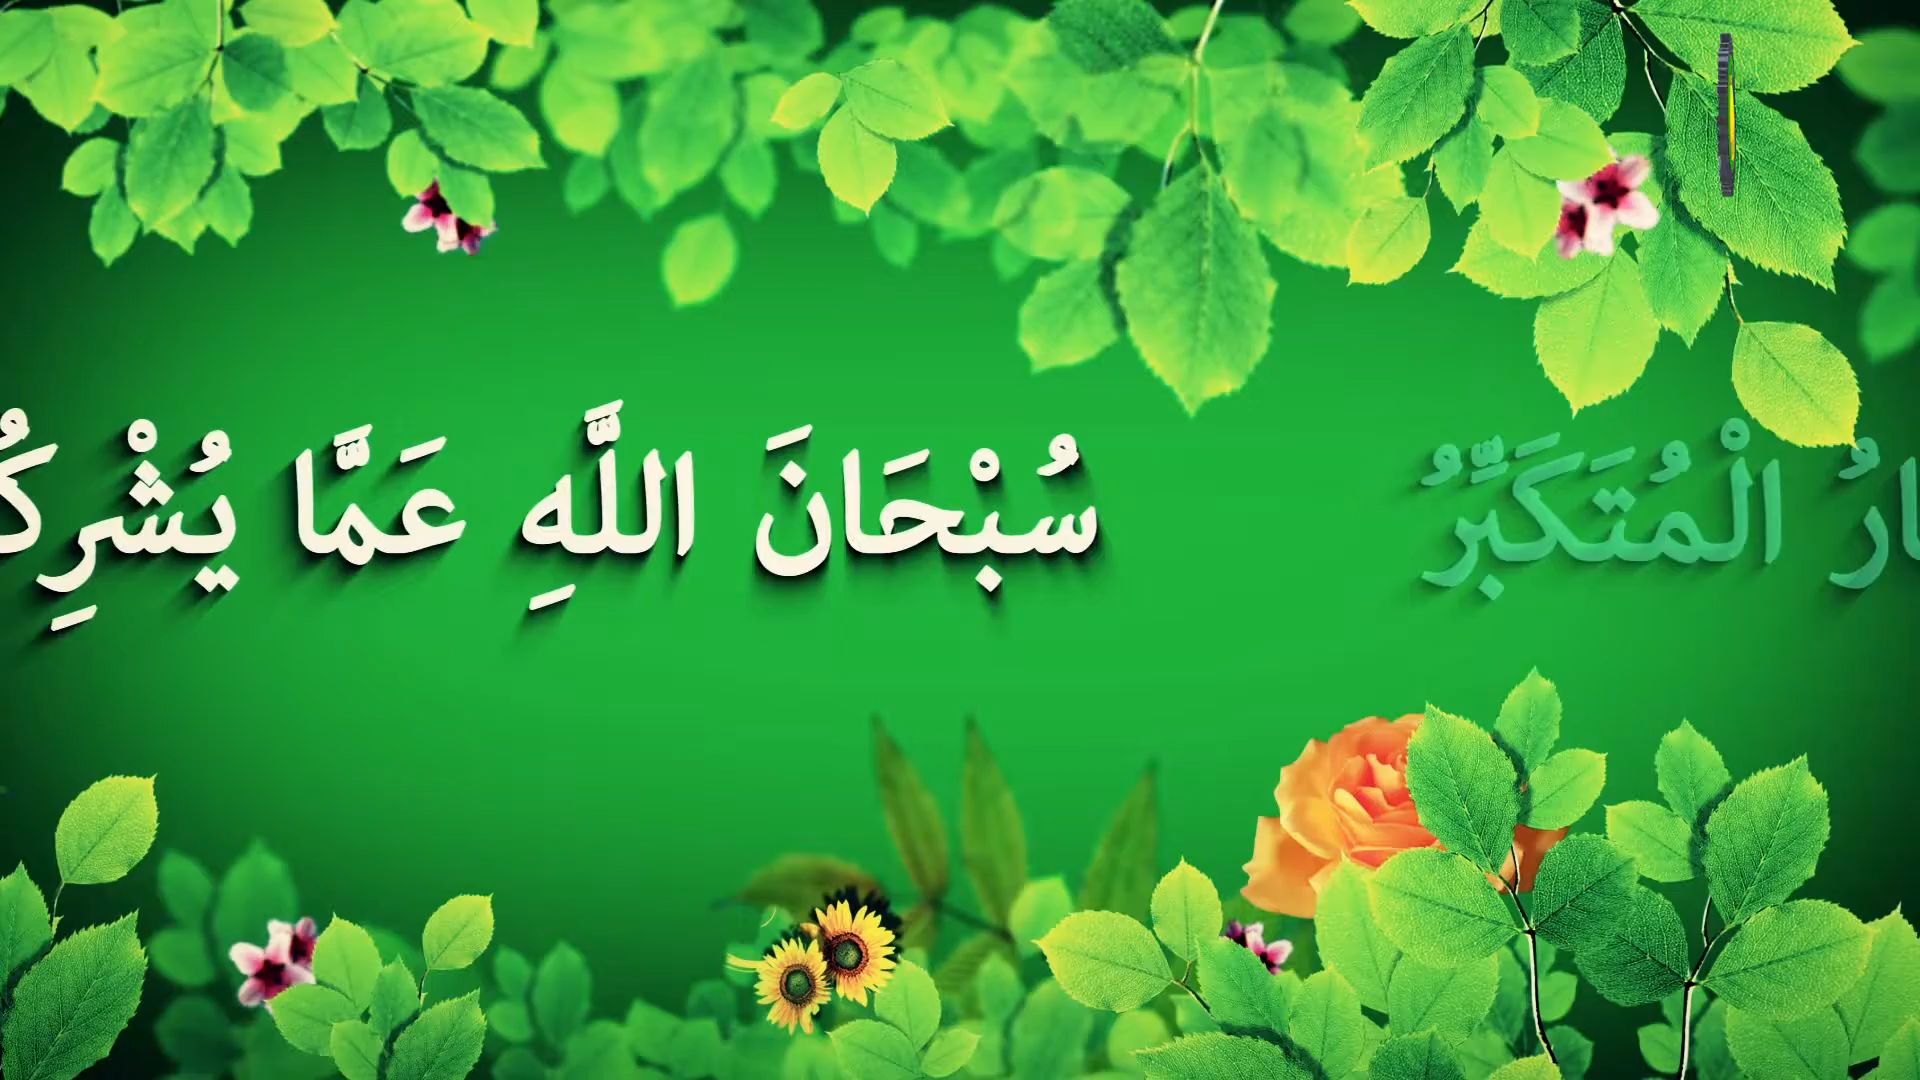 الْمُتَكَبِّرُ سُبْحَانَ اللَّهِ عَمَّا